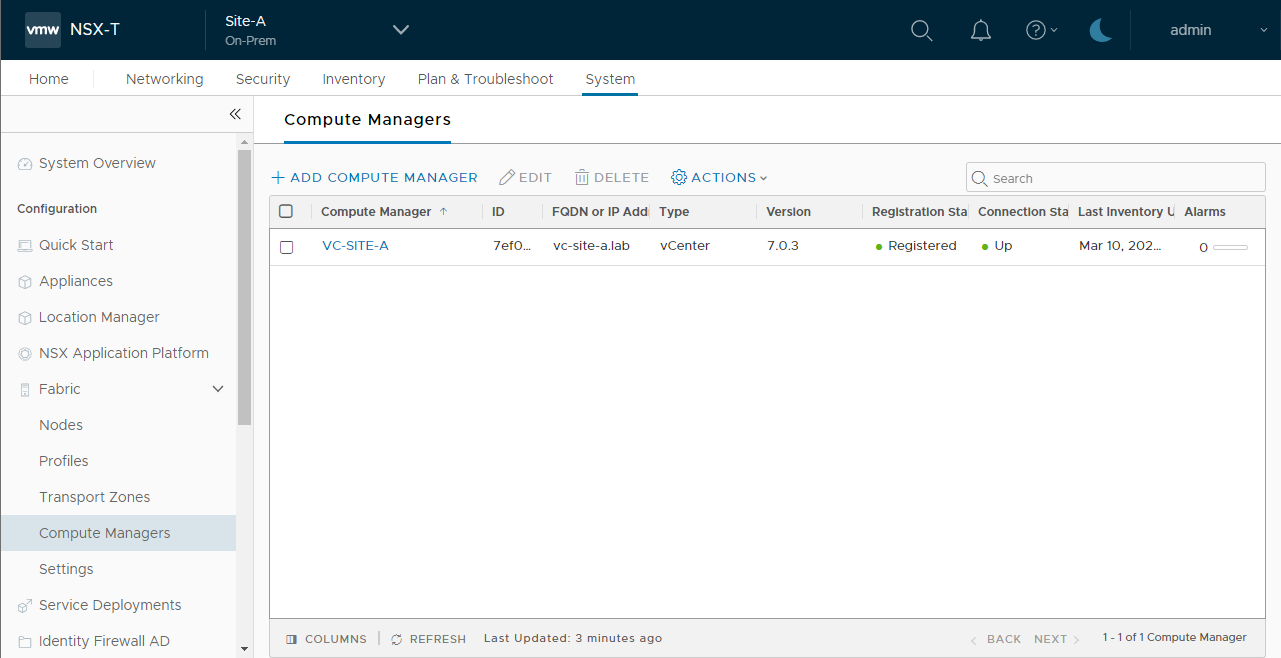 vmw NSX-T
Site-A
On-Prem
admin
Home Networking Security Inventory Plan & Troubleshoot System
Compute Managers
System Overview
Configuration
Quick Start
Appliances
Location Manager
NSX Application Platform
Fabric
Nodes
Profiles
Transport Zones
Compute Managers
Settings
Service Deployments
Identity Firewall AD
ADD COMPUTE MANAGER EDIT DELETE ACTIONS Search
Compute Manager ID FQDN or IP Addr Type Version Registration Sta Connection Sta Last Inventory U Alarms
VC-SITE-A 7ef0... vc-site-a.lab vCenter 7.0.3 Registered Up Mar 10, 202... 0
COLUMNS REFRESH Last Updated: 3 minutes ago BACK NEXT 1 - 1 of 1 Compute Manager